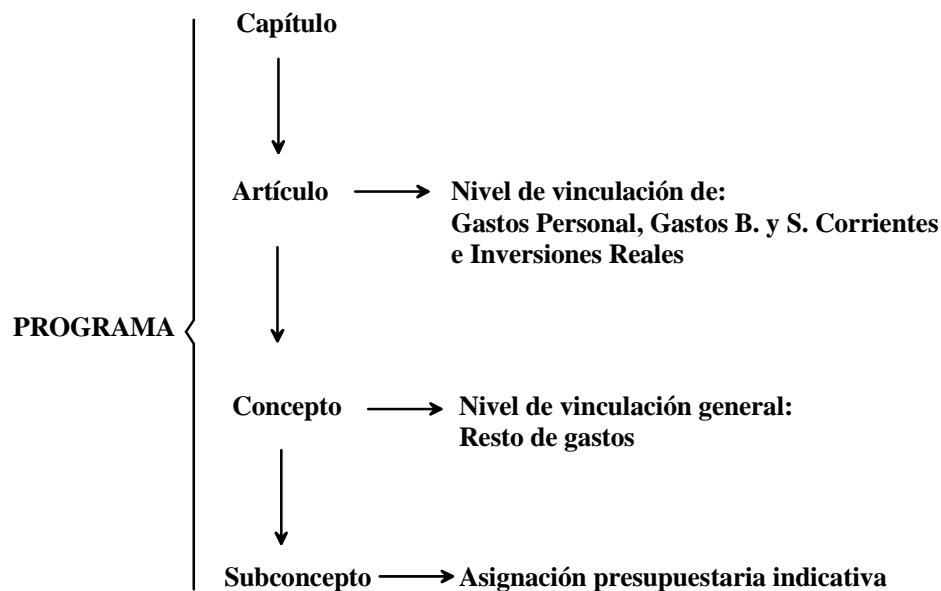 Capítulo
Artículo
Nivel de vinculación de:
Gastos Personal, Gastos B. y S. Corrientes
e Inversiones Reales
PROGRAMA
Concepto
Nivel de vinculación general:
Resto de gastos
Subconcepto
Asignación presupuestaria indicativa